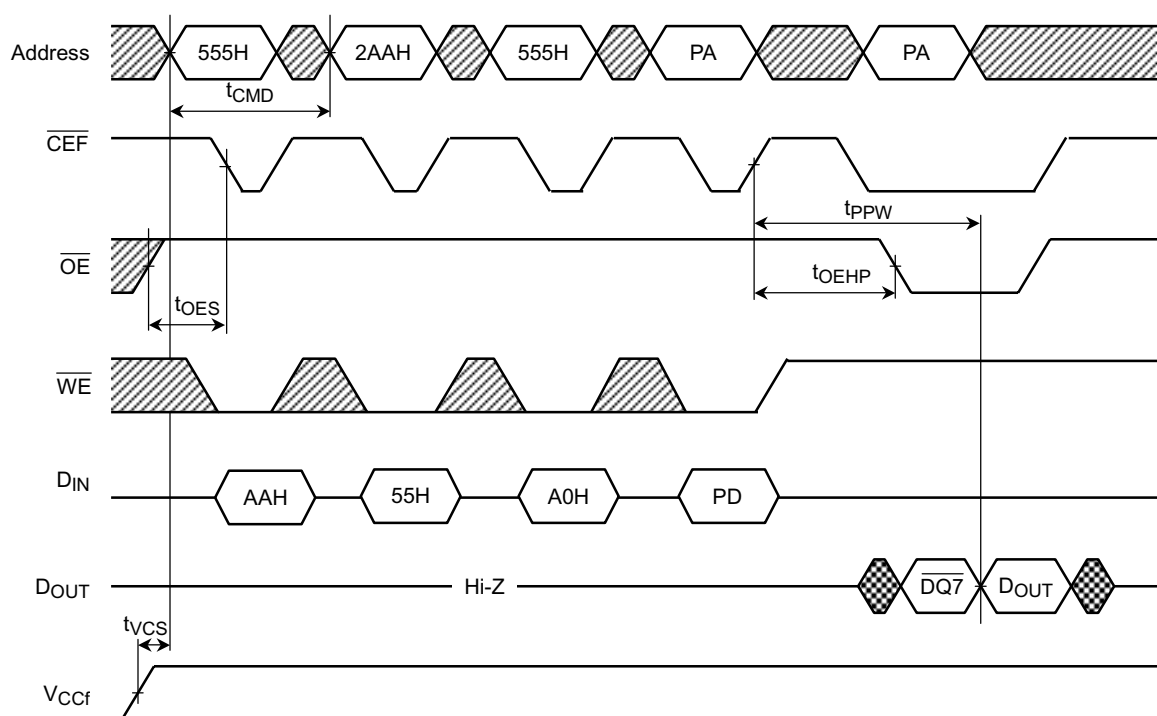 Address 555H 2AAH 555H PA PA
tCMD
CEF
tPPW
OE
tOEHP
tOES
WE
DIN AAH 55H A0H PD
DOUT Hi-Z DQ7 DOUT
tVCS
VCCf